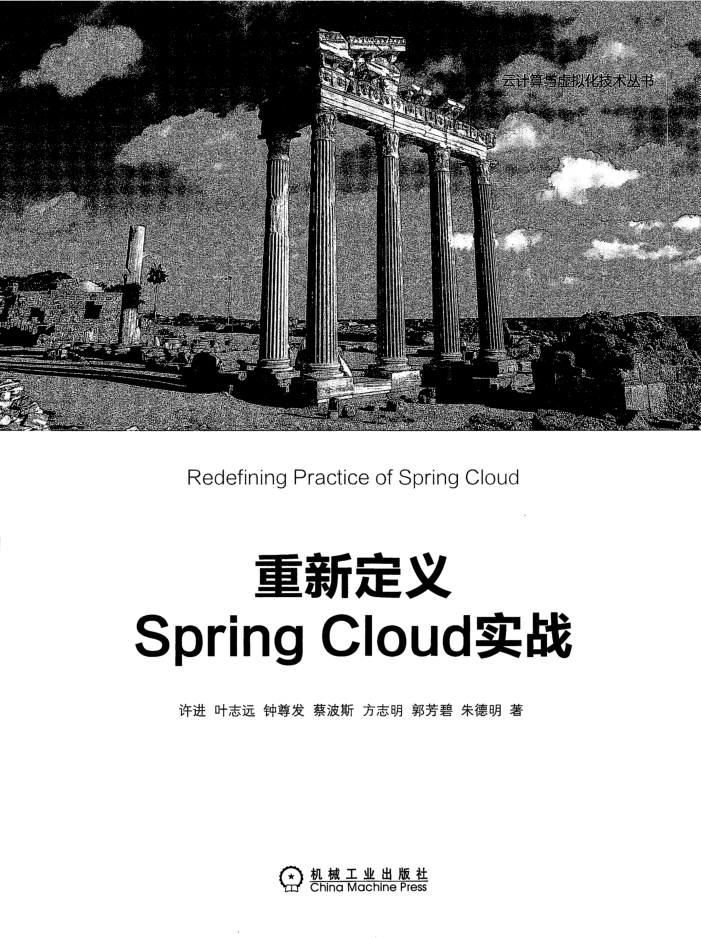 云计算与虚拟化技术丛书
Redefining Practice of Spring Cloud
重新定义
Spring Cloud实战
许进 叶志远 钟尊发 蔡波斯 方志明 郭芳碧 朱德明 著
机械工业出版社
China Machine Press